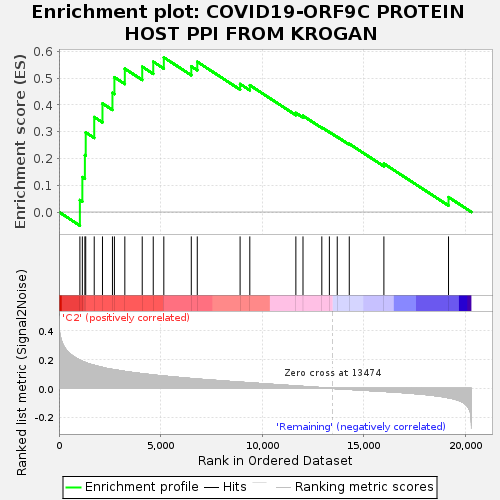 Enrichment plot: COVID19-ORF9C PROTEIN
HOST PPI FROM KROGAN
Enrichment score (ES)
0.6
0.5
0.4
0.3
0.2
0.1
0.0
'C2' (positively correlated)
Ranked list metric (Signal2Noise)
0.4
0.2
0.0
-0.2
Zero cross at 13474
'Remaining' (negatively correlated)
0
5,000
10,000
15,000
20,000
Rank in Ordered Dataset
Enrichment profile
Hits
Ranking metric scores